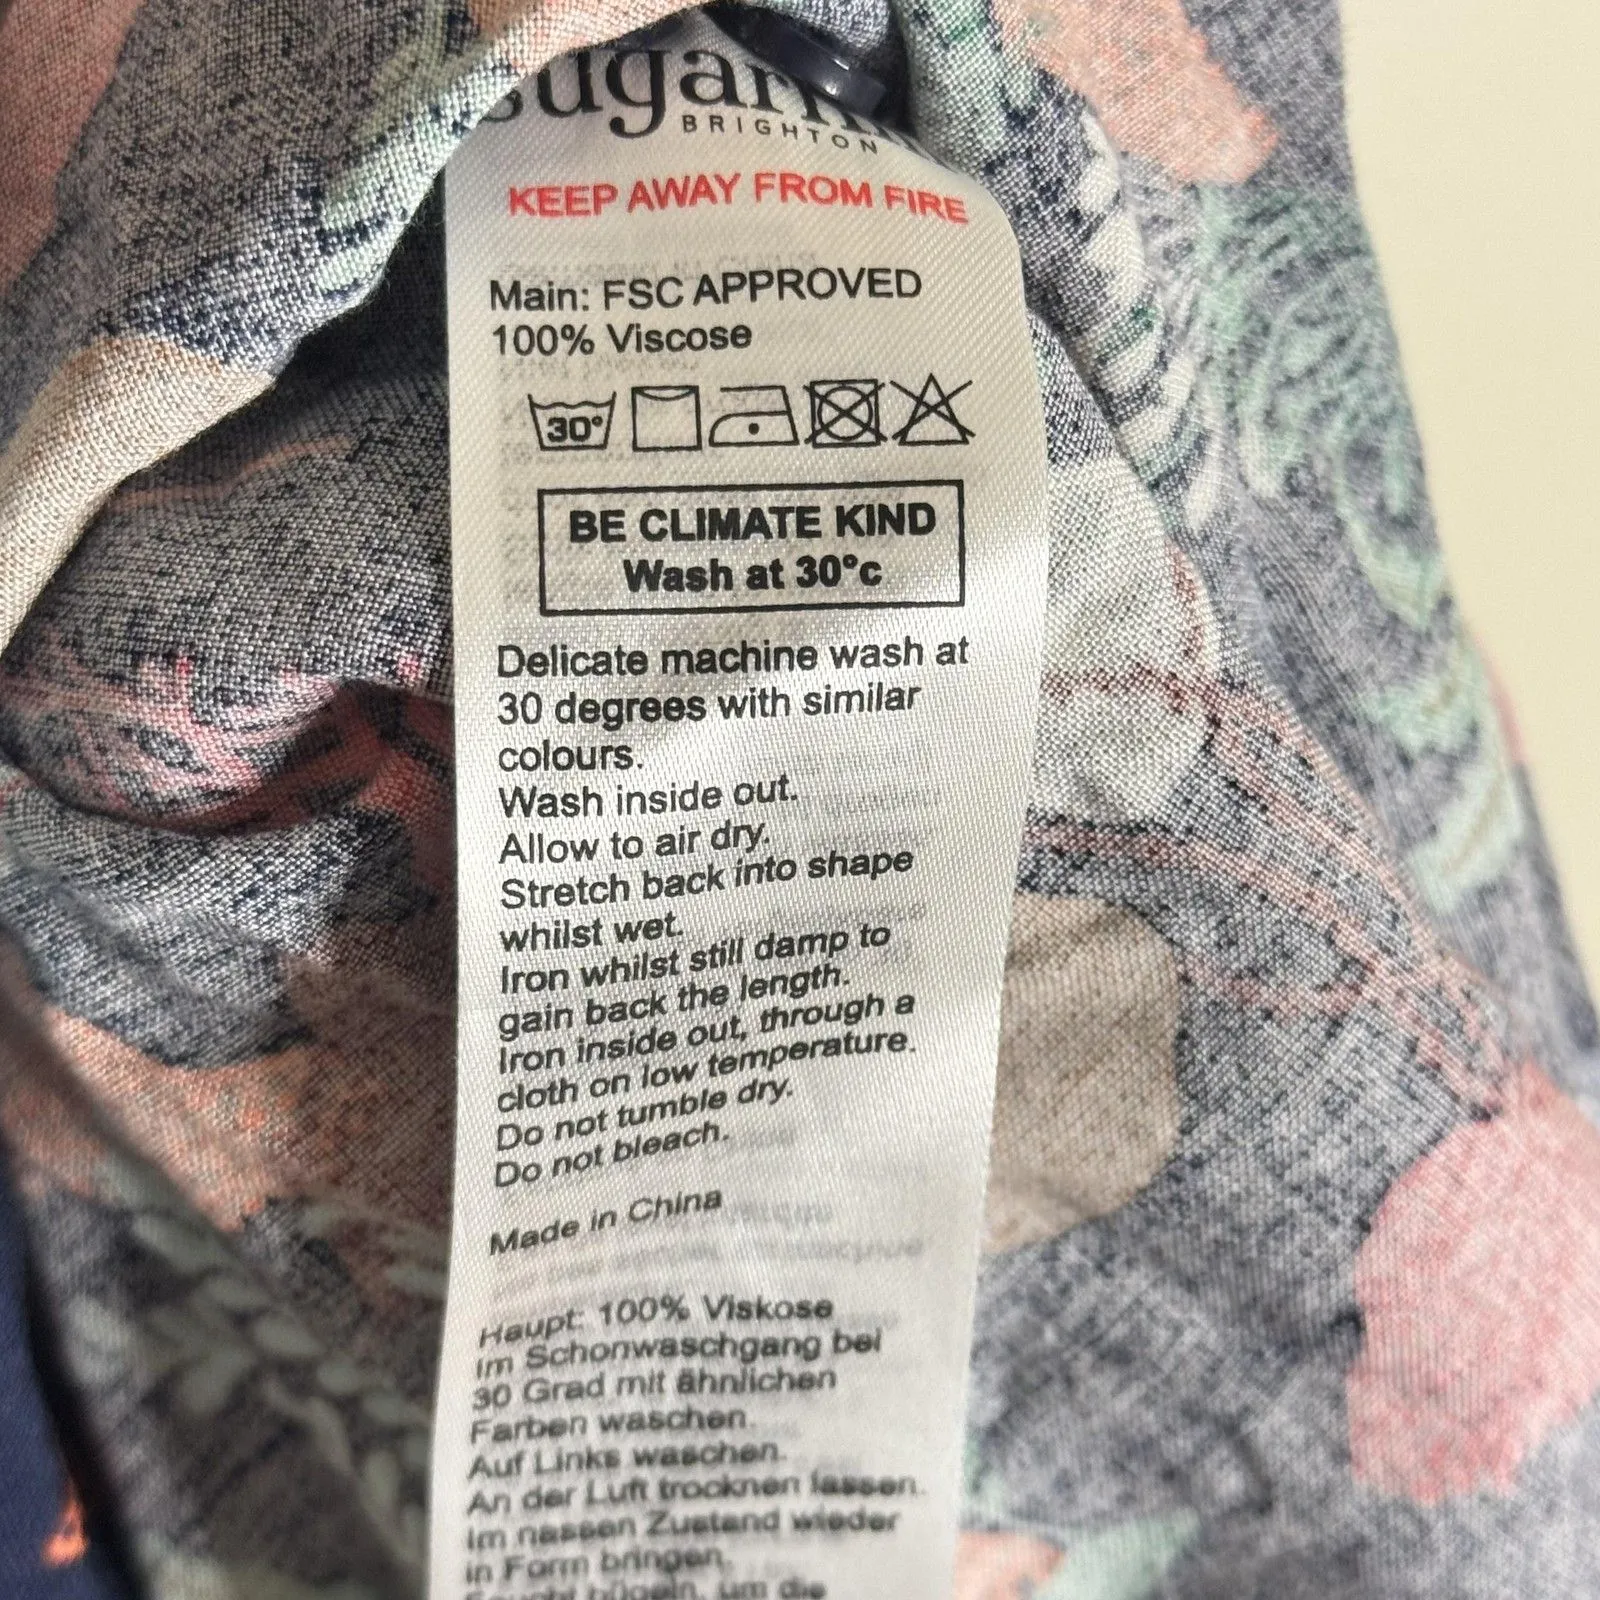 BRIGHTON
KEEP AWAY FROM FIRE
Main: FSC APPROVED
100% Viscose
30°
BE CLIMATE KIND
Wash at 30°c
Delicate machine wash at
30 degrees with similar
colours.
Wash inside out.
Allow to air dry.
Stretch back into shape
whilst wet.
Iron whilst still damp to
gain back the length.
Iron inside out, through a
cloth on low temperature.
Do not tumble dry.
Do not bleach.
Made in China
Haupt: 100% Viskose
Im Schonwaschgang bei
30 Grad mit ähnlichen
Farben waschen.
Auf Links waschen.
An der Luft trocknen lassen.
Im nassen Zustand wieder
in Form bringen.
bügeln, um die